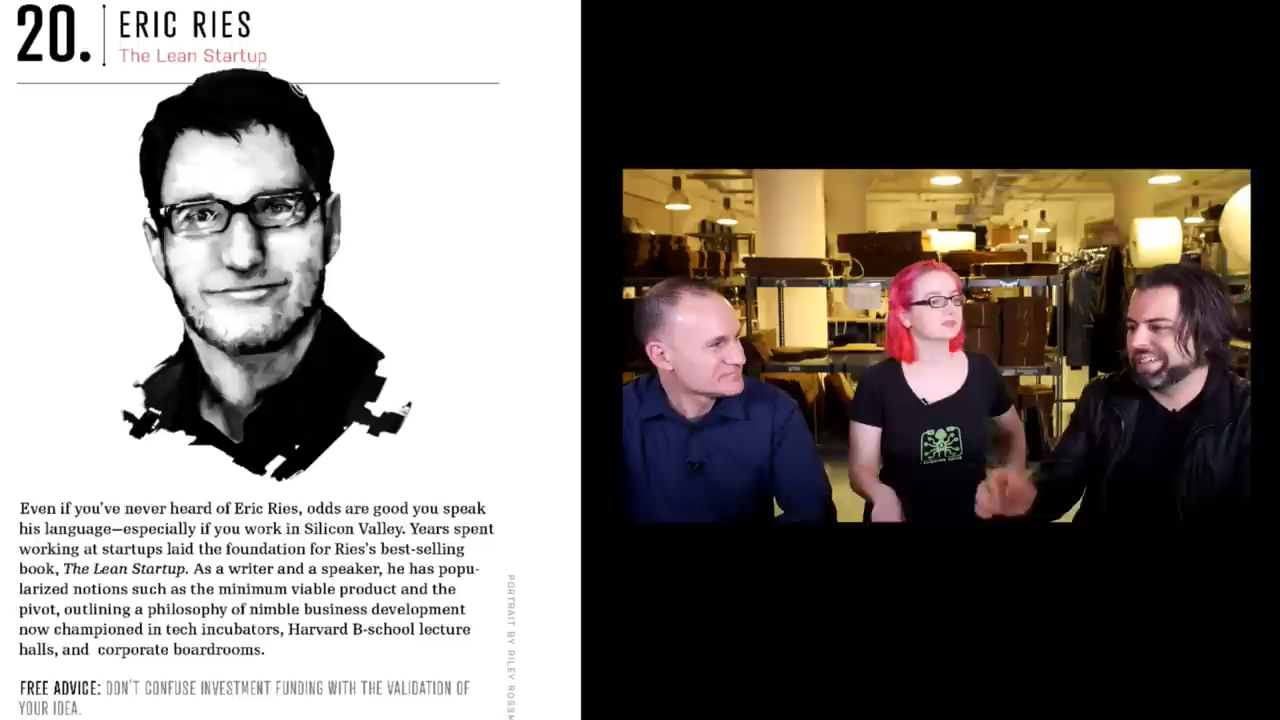 20.
ERIC RIES
The Lean Startup
Even if you've never heard of Eric Ries, odds are good you speak
his language—especially if you work in Silicon Valley. Years spent
working at startups laid the foundation for Ries's best-selling
book, The Lean Startup. As a writer and a speaker, he has popu-
larized notions such as the minimum viable product and the
pivot, outlining a philosophy of nimble business development
now championed in tech incubators, Harvard B-school lecture
halls, and corporate boardrooms.
FREE ADVICE: DON'T CONFUSE INVESTMENT FUNDING WITH THE VALIDATION OF
YOUR IDEA.
PORTRAIT BY RILEY